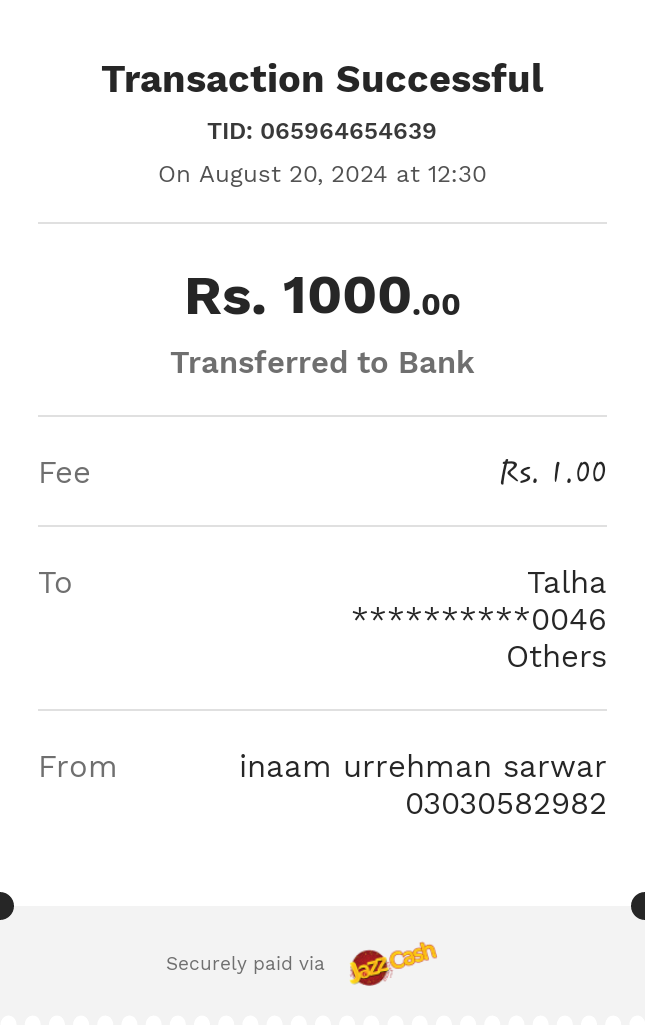 Transaction Successful
TID: 065964654639
On August 20, 2024 at 12:30
Rs. 1000.00
Transferred to Bank
Fee Rs. 1.00
To Talha
**********0046
Others
From inaam urrehman sarwar
03030582982
Securely paid via JazzCash